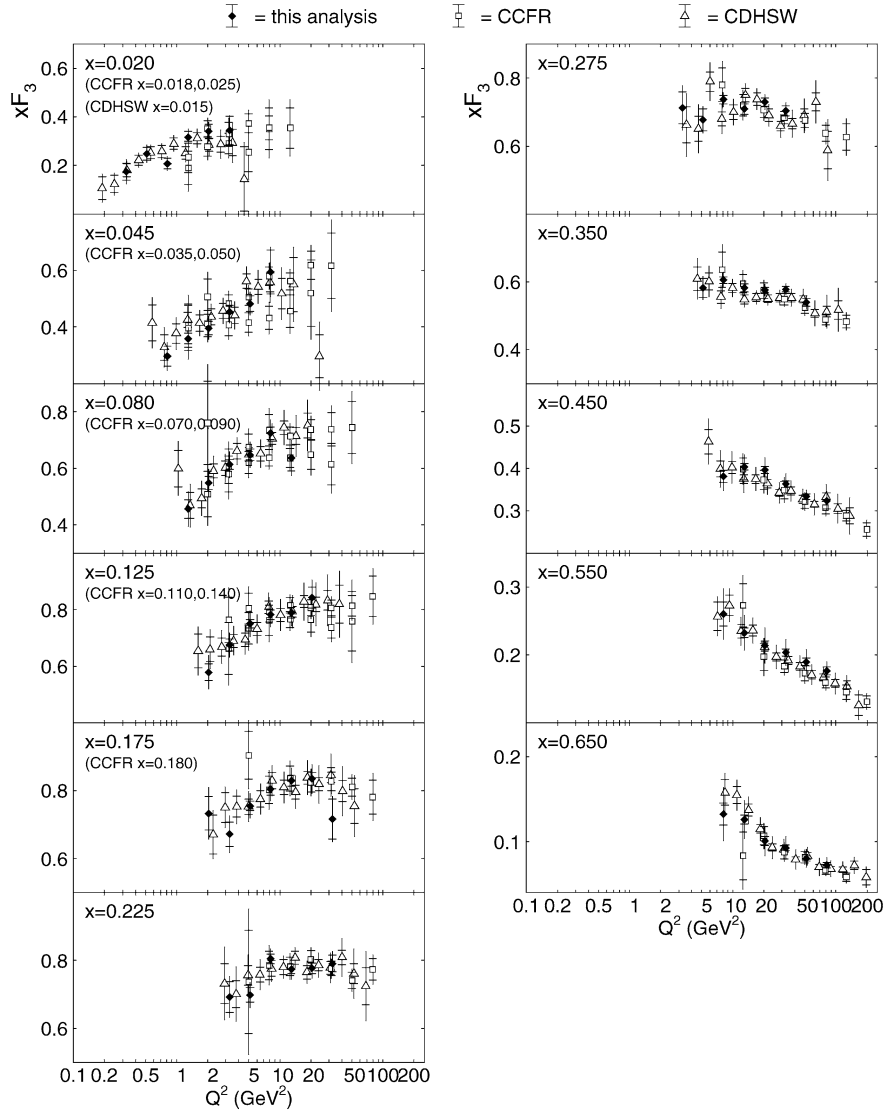 = this analysis = CCFR = CDHSW
xF3
x=0.020
(CCFR x=0.018,0.025)
(CDHSW x=0.015)
0.6
0.4
0.2
x=0.045
(CCFR x=0.035,0.050)
0.6
0.4
x=0.080
(CCFR x=0.070,0.090)
0.8
0.6
0.4
x=0.125
(CCFR x=0.110,0.140)
0.8
0.6
x=0.175
(CCFR x=0.180)
0.8
0.6
x=0.225
0.8
0.6
0.1 0.2 0.5 1 2 5 10 20 50 100 200
Q² (GeV²)
xF3
x=0.275
0.8
0.6
x=0.350
0.6
0.5
0.4
x=0.450
0.5
0.4
0.3
x=0.550
0.3
0.2
x=0.650
0.2
0.1
0.1 0.2 0.5 1 2 5 10 20 50 100 200
Q² (GeV²)